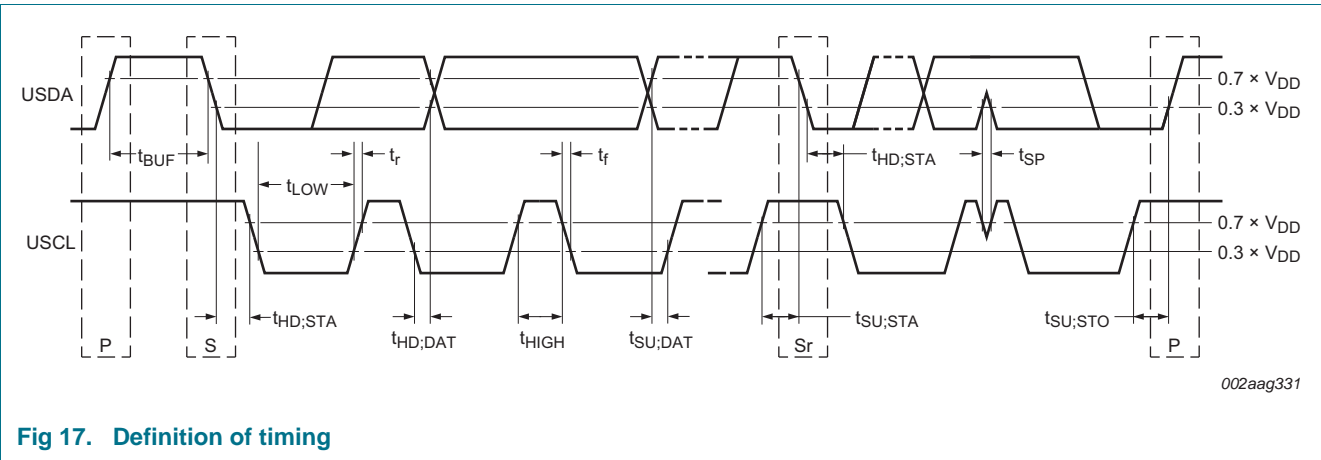 USDA
0.7 × VDD
0.3 × VDD
tBUF
tLOW
tr
tf
tHD;STA
tSP
USCL
0.7 × VDD
0.3 × VDD
tHD;STA
tHD;DAT
tHIGH
tSU;DAT
tSU;STA
tSU;STO
P
S
Sr
P
002aag331
Fig 17. Definition of timing